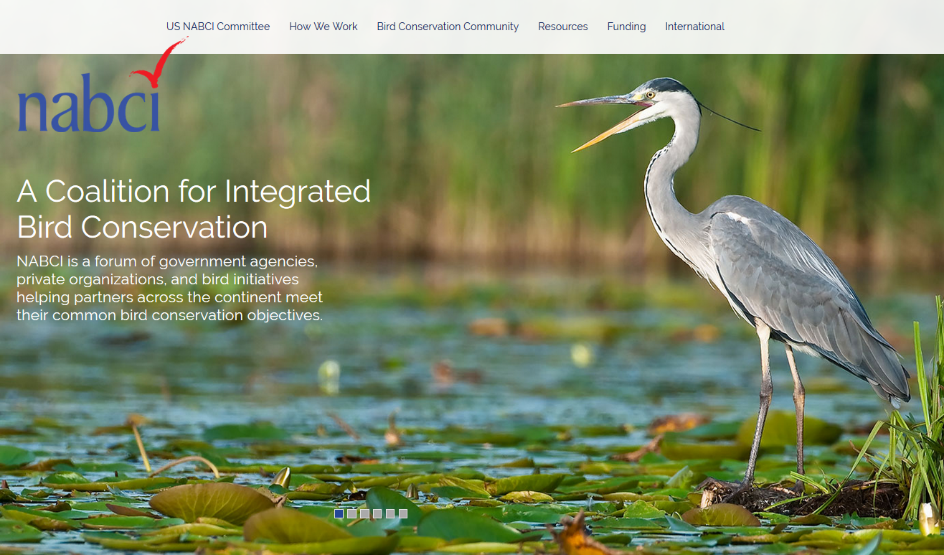 US NABCI Committee How We Work Bird Conservation Community Resources Funding International
nabci
A Coalition for Integrated
Bird Conservation
NABCI is a forum of government agencies,
private organizations, and bird initiatives
helping partners across the continent meet
their common bird conservation objectives.